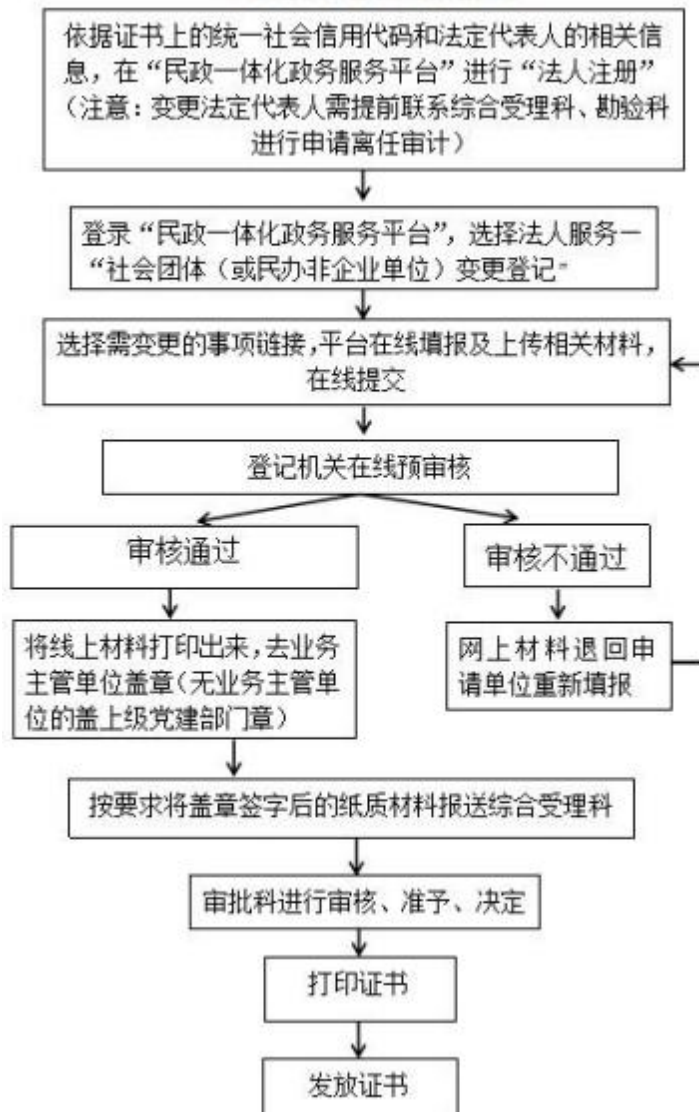 依据证书上的统一社会信用代码和法定代表人的相关信
息，在“民政一体化政务服务平台”进行“法人注册”
（注意：变更法定代表人需提前联系综合受理科、勘验科
进行申请离任审计）
登录“民政一体化政务服务平台”，选择法人服务—
“社会团体（或民办非企业单位）变更登记”
选择需变更的事项链接，平台在线填报及上传相关材料，
在线提交
登记机关在线预审核
审核通过
审核不通过
将线上材料打印出来，去业务
主管单位盖章（无业务主管单
位的盖上级党建部门章）
网上材料退回申
请单位重新填报
按要求将盖章签字后的纸质材料报送综合受理科
审批科进行审核、准予、决定
打印证书
发放证书